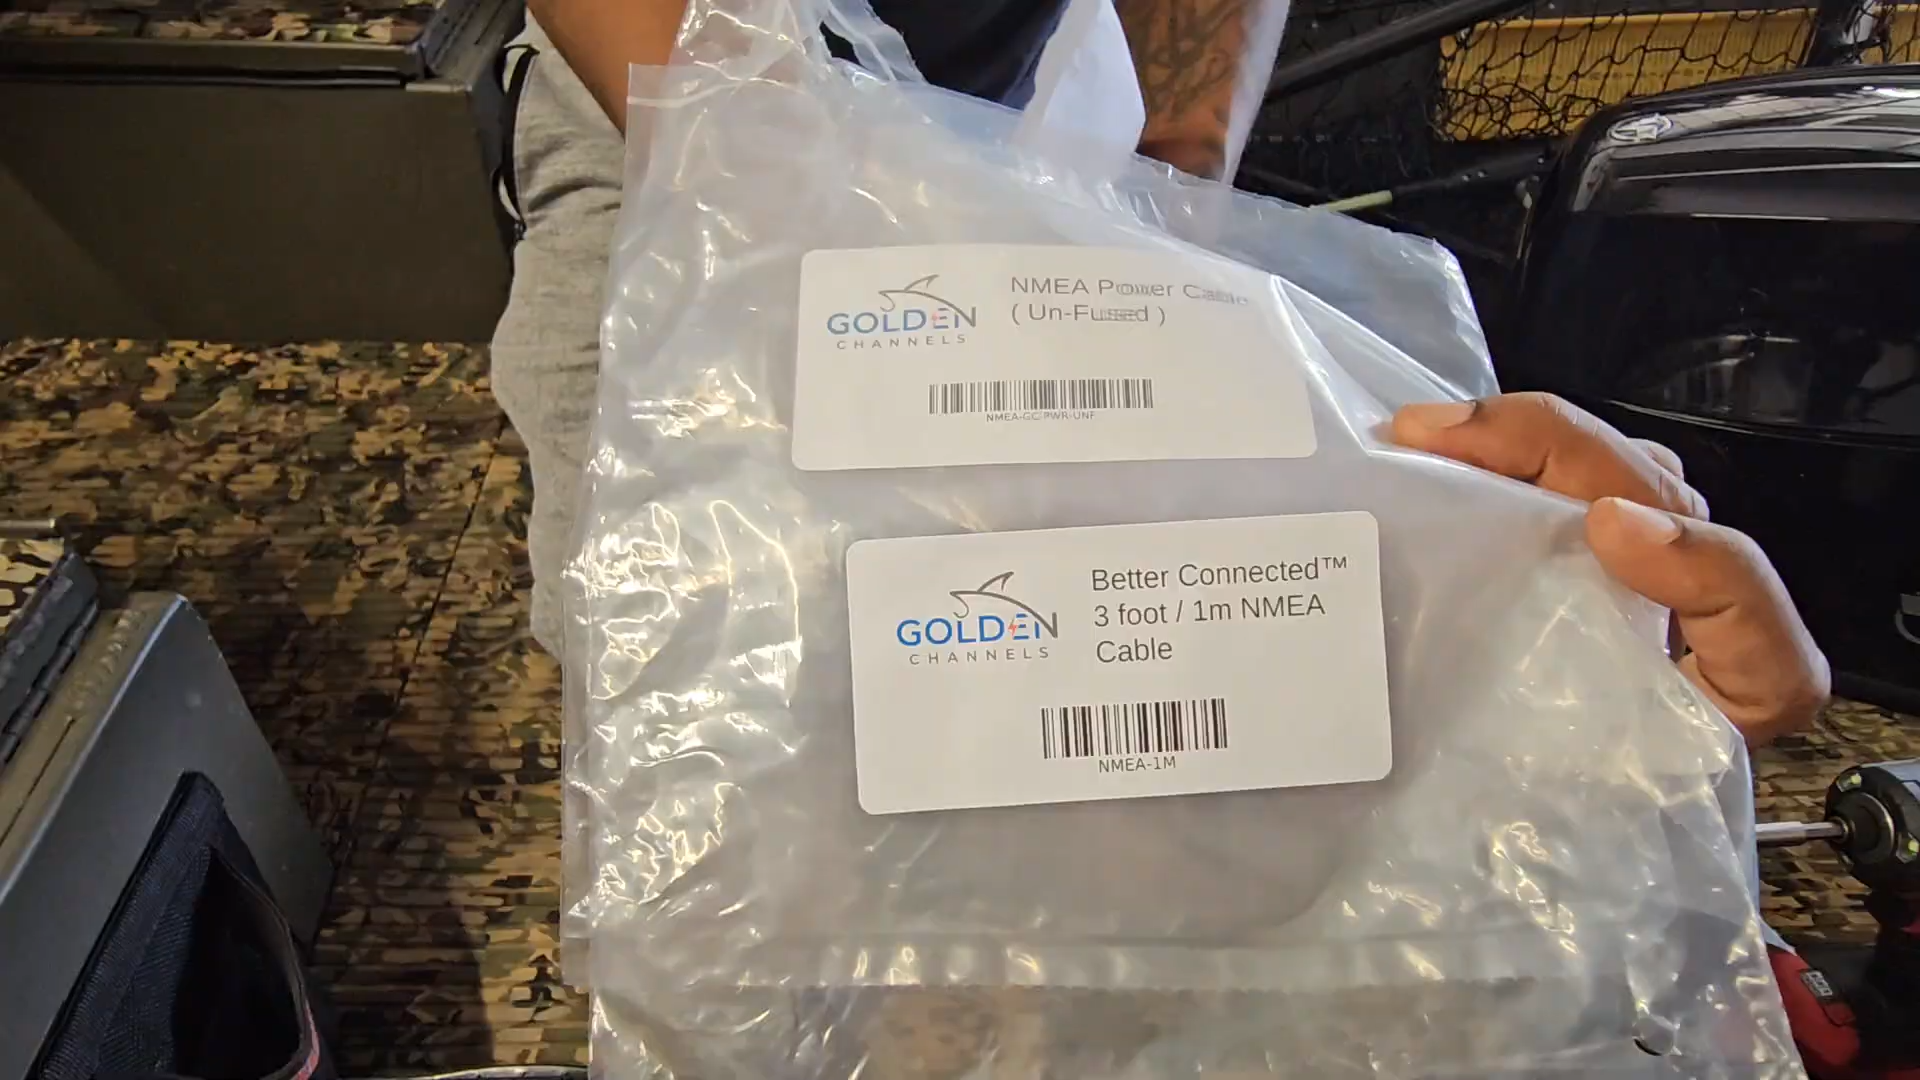 GOLDEN
CHANNELS
NMEA Power Cable
( Un-Fused )
NMEA-GC-PWR-UNF
GOLDEN
CHANNELS
Better Connected™
3 foot / 1m NMEA
Cable
NMEA-1M